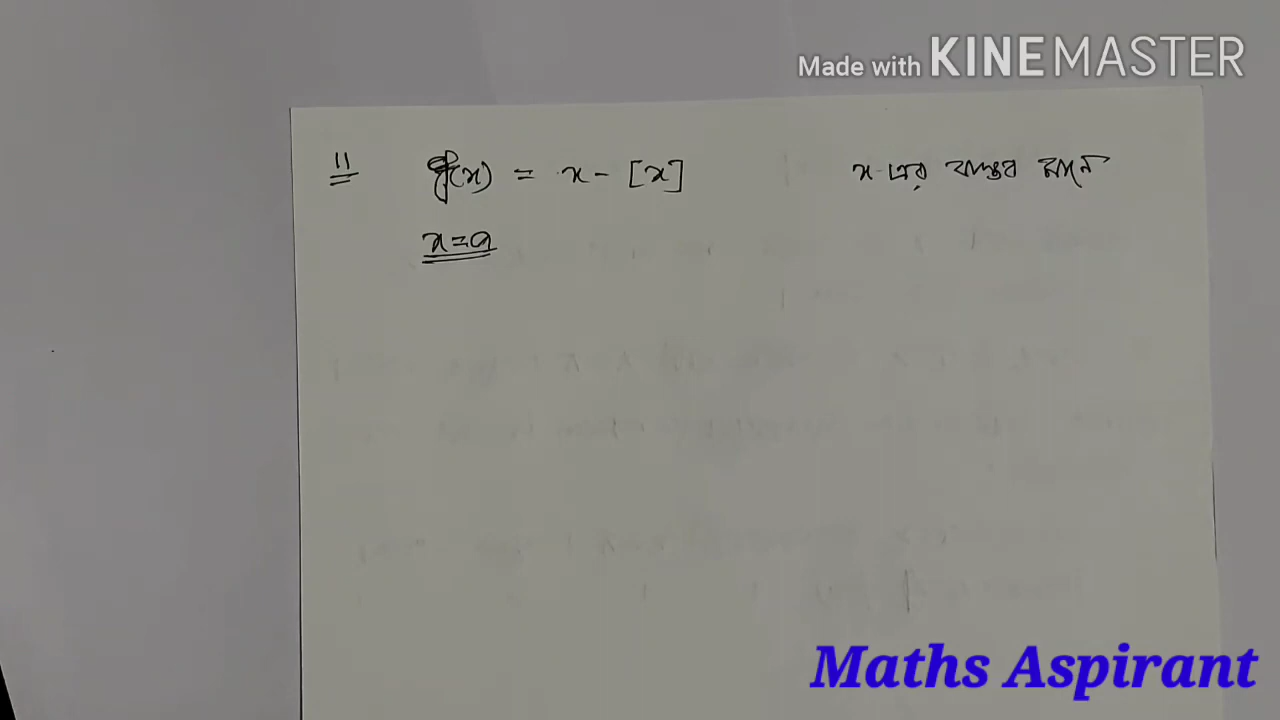 Made with KINEMASTER
11 f(x) = x - [x] x-এর বাস্তব মানে
x=a
Maths Aspirant